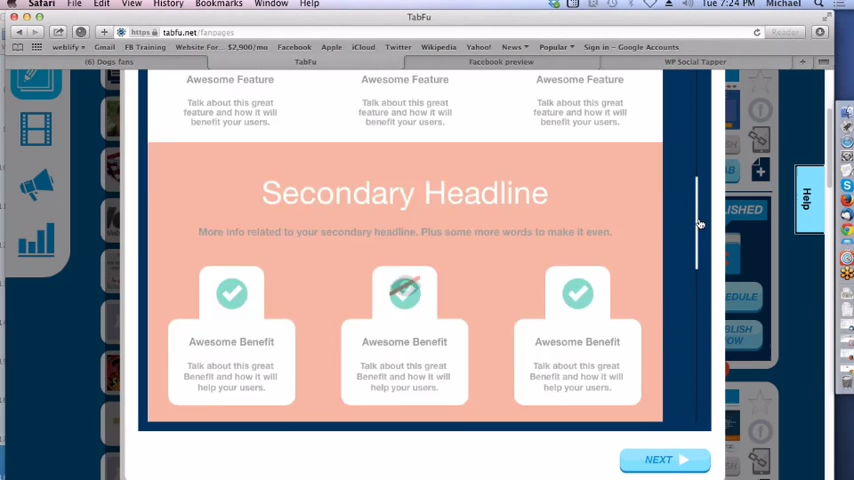 Safari File Edit View History Bookmarks Window Help
Tue 7:24 PM Michael
TabFu
https tabfu.net/fanpages
Reader
weblify Gmail FB Training Website For... $2,900/mo Facebook Apple iCloud Twitter Wikipedia Yahoo! News Popular Sign in - Google Accounts
(6) Dogs fans TabFu Facebook preview WP Social Tapper
Awesome Feature Awesome Feature Awesome Feature
Talk about this great Talk about this great Talk about this great
feature and how it will feature and how it will feature and how it will
benefit your users. benefit your users. benefit your users.
Help
Secondary Headline
More info related to your secondary headline. Plus some more words to make it even.
Awesome Benefit Awesome Benefit Awesome Benefit
Talk about this great Talk about this great Talk about this great
Benefit and how it will Benefit and how it will Benefit and how it will
help your users. help your users. help your users.
NEXT